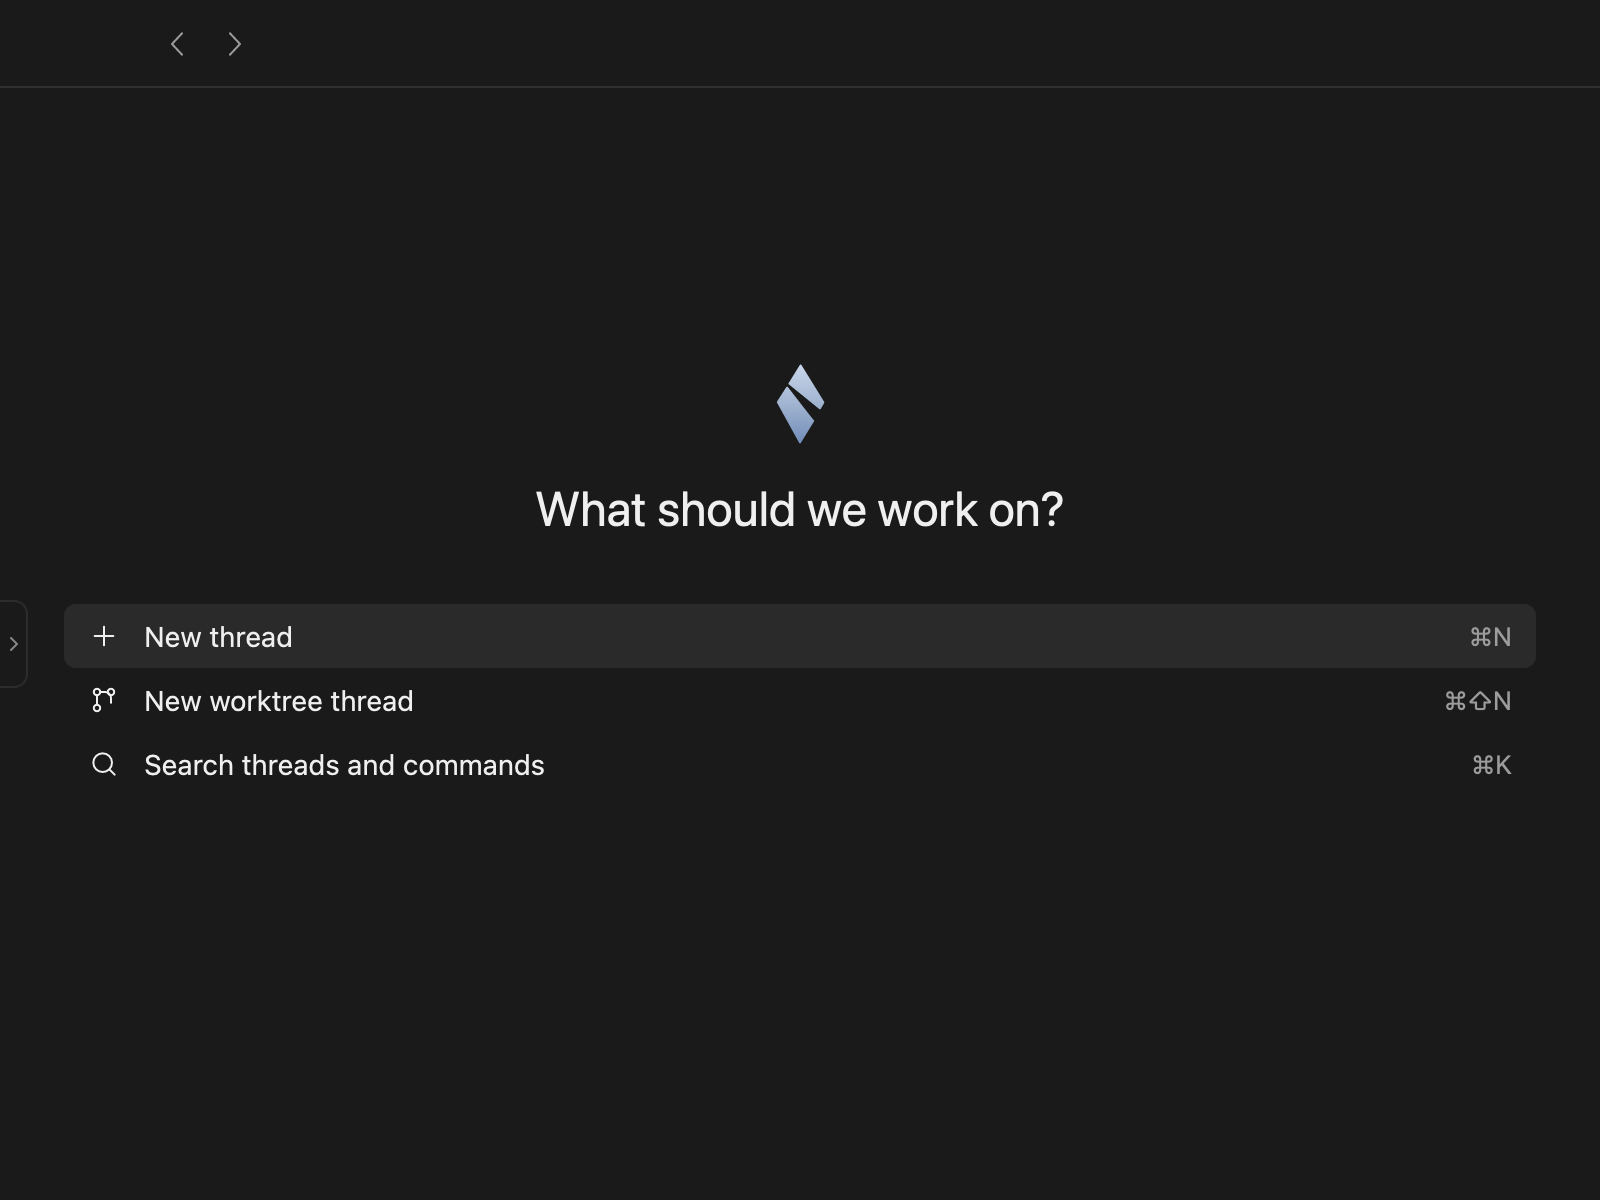 What should we work on?
New thread ⌘N
New worktree thread ⌘⇧N
Search threads and commands ⌘K